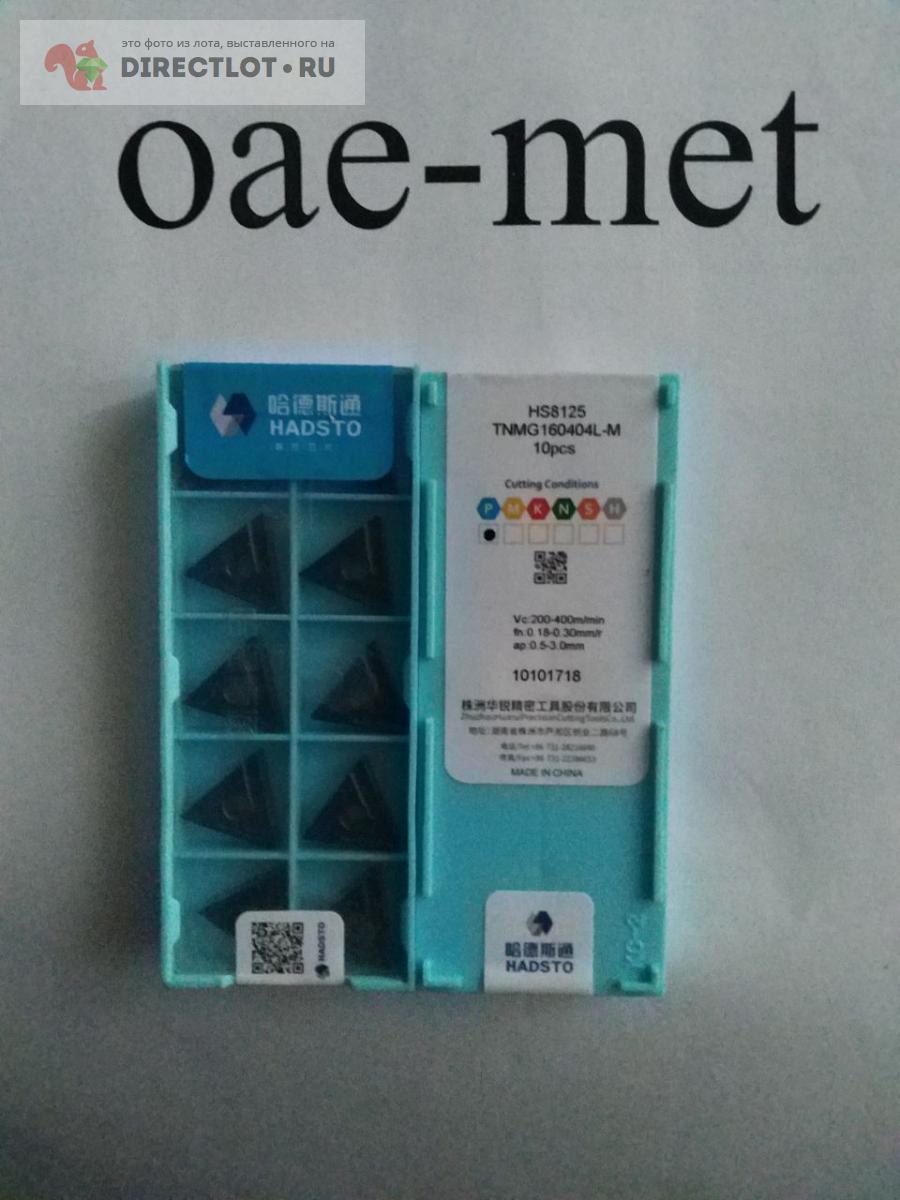 это фото из лота, выставленного на
DIRECTLOT.RU
oae-met
哈德斯通
HADSTO
HS8125
TNMG160404L-M
10pcs
Cutting Conditions
P M K N S H
Vc:200-400m/min
fn:0.18-0.30mm/r
ap:0.5-3.0mm
10101718
株洲华锐精密工具股份有限公司
ZhuzhouHuaruiPrecisionCuttingToolsCo.,Ltd.
MADE IN CHINA
HADSTO
哈德斯通
HADSTO